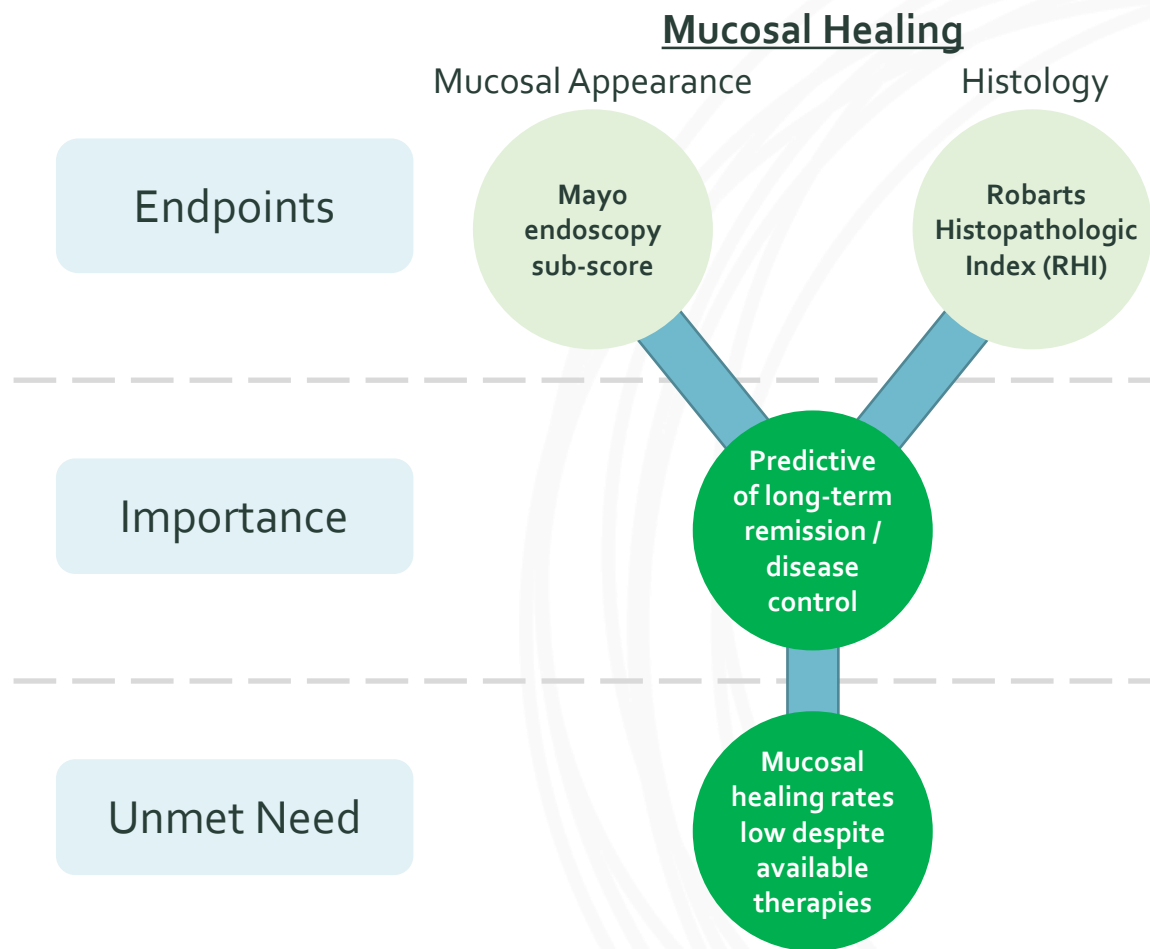 Mucosal Healing
Mucosal Appearance
Histology
Endpoints
Mayo
endoscopy
sub-score
Robarts
Histopathologic
Index (RHI)
Importance
Predictive
of long-term
remission /
disease
control
Unmet Need
Mucosal
healing rates
low despite
available
therapies